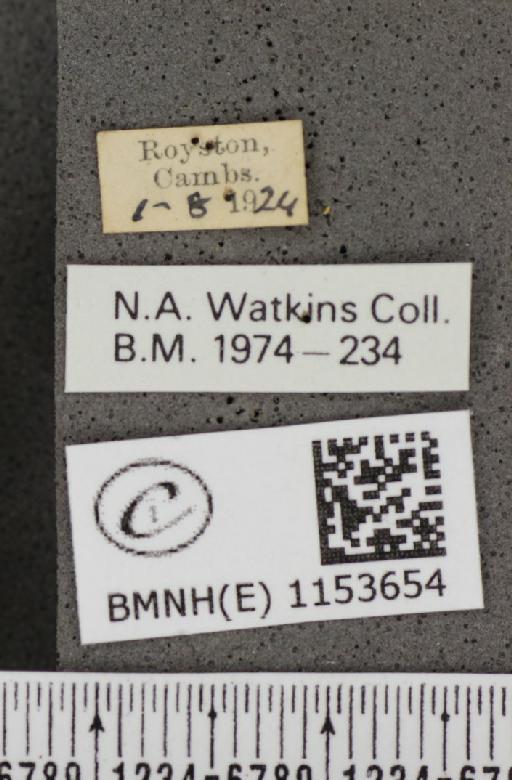 Royston,
Cambs.
1-8 1924
N.A. Watkins Coll.
B.M. 1974-234
C
BMNH(E) 1153654